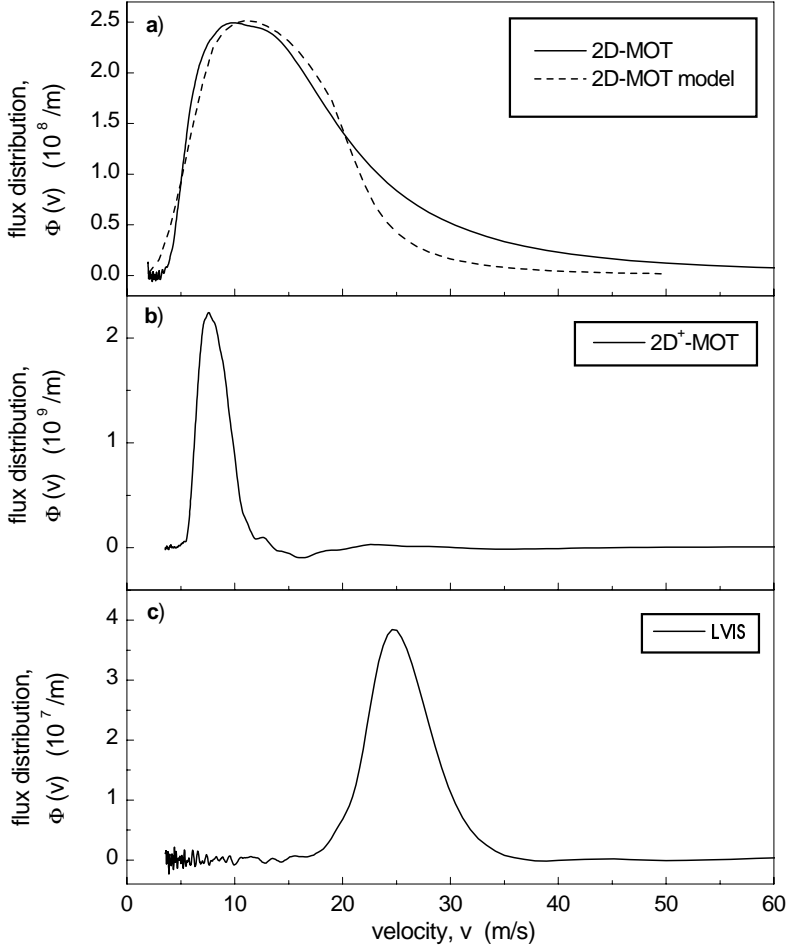 a)
2D-MOT
2D-MOT model
flux distribution,
Φ (v) (10⁸ /m)
2.5
2.0
1.5
1.0
0.5
0.0
b)
2D⁺-MOT
flux distribution,
Φ (v) (10⁹ /m)
2
1
0
c)
LVIS
flux distribution,
Φ (v) (10⁷ /m)
4
3
2
1
0
0 10 20 30 40 50 60
velocity, v (m/s)